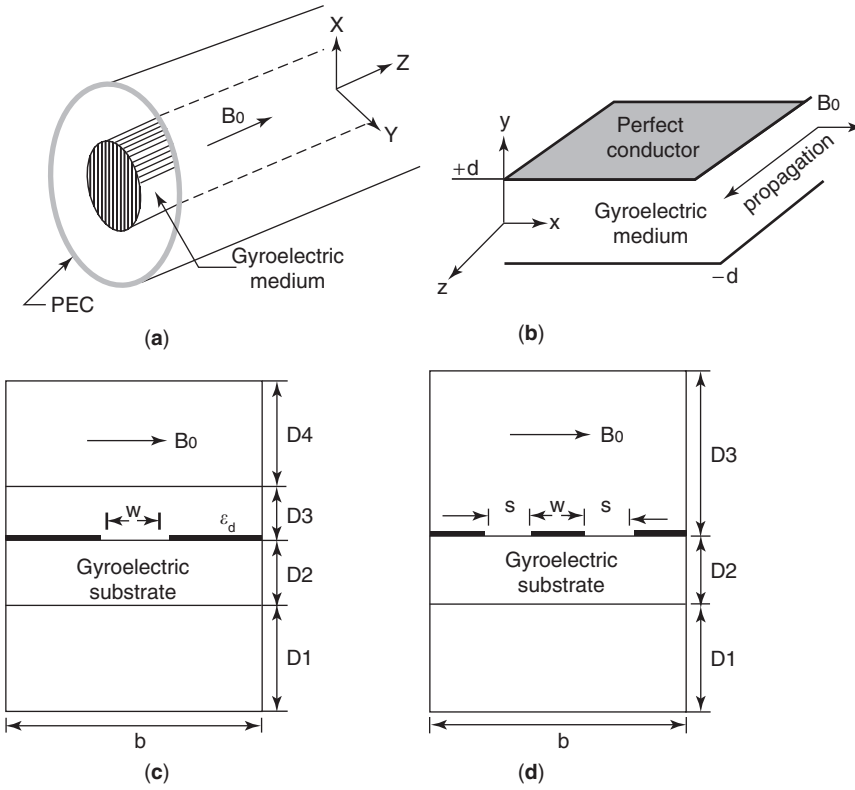 X
Z
Y
B0
Gyroelectric
medium
PEC
(a)
B0
y
Perfect
conductor
+d
propagation
Gyroelectric
medium
x
z
−d
(b)
D4
B0
w
εd
D3
Gyroelectric
substrate
D2
D1
b
(c)
B0
D3
s w s
Gyroelectric
substrate
D2
D1
b
(d)